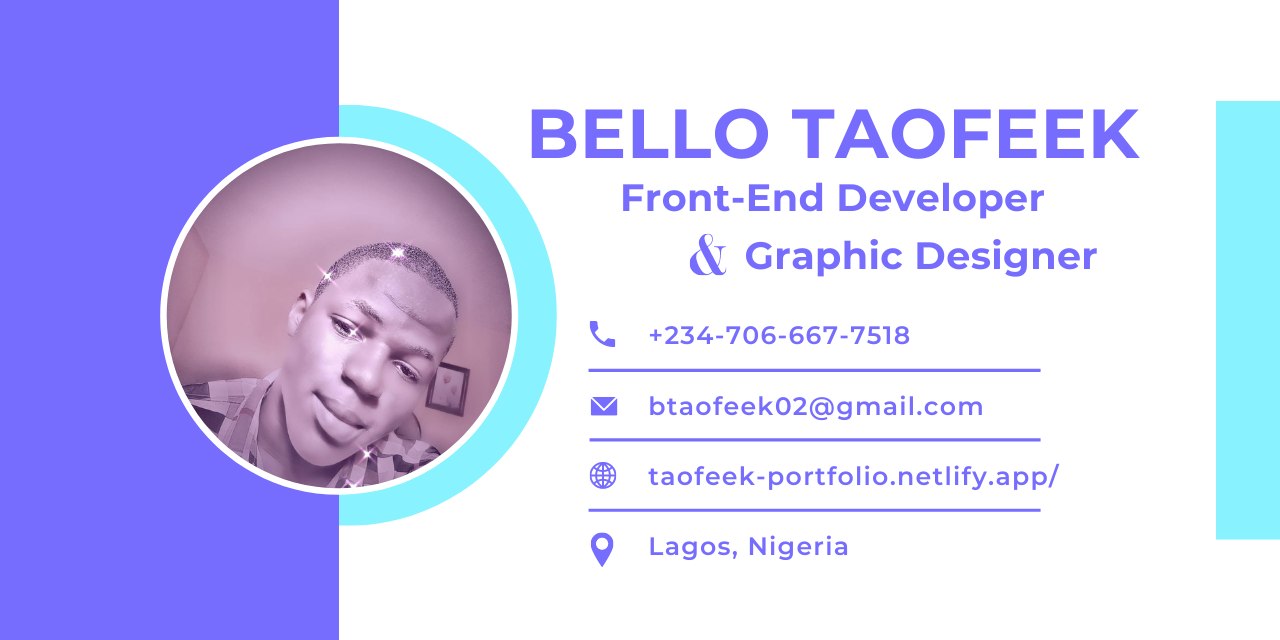 BELLO TAOFEEK
Front-End Developer
& Graphic Designer
+234-706-667-7518
btaofeek02@gmail.com
taofeek-portfolio.netlify.app/
Lagos, Nigeria